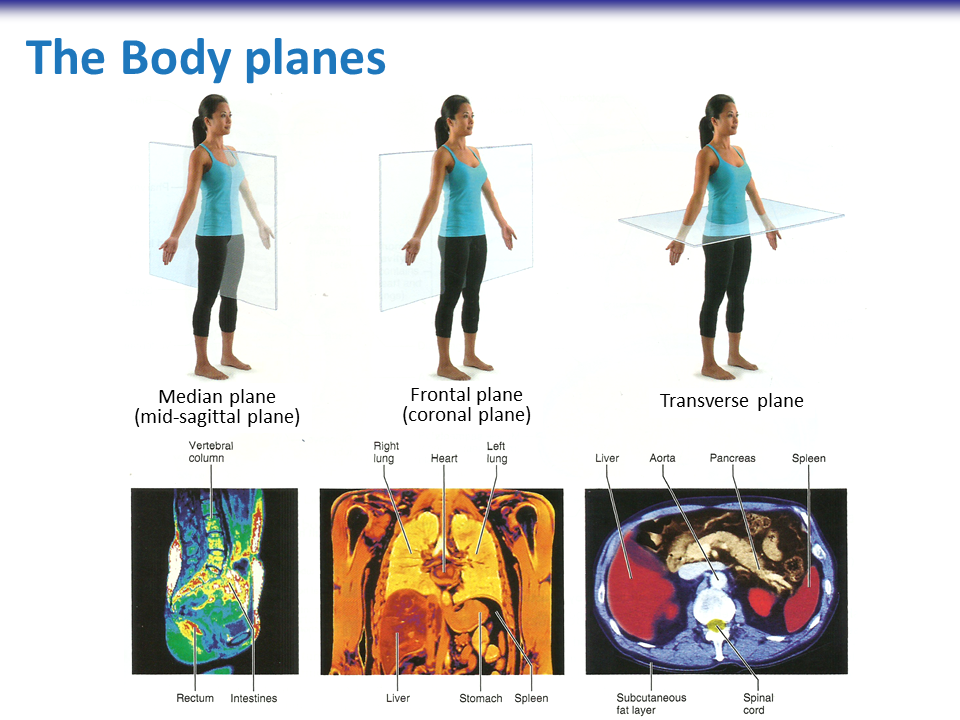 The Body planes
Median plane
(mid-sagittal plane)
Frontal plane
(coronal plane)
Transverse plane
Vertebral
column
Rectum
Intestines
Right
lung
Heart
Left
lung
Liver
Stomach
Spleen
Liver
Aorta
Pancreas
Spleen
Subcutaneous
fat layer
Spinal
cord